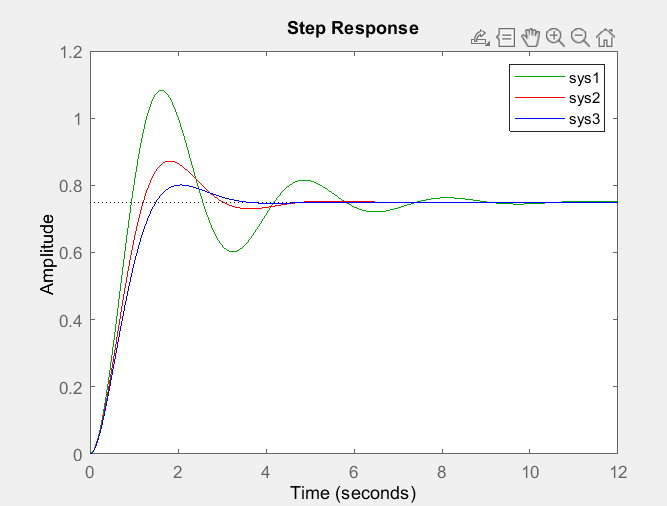 Step Response
sys1
sys2
sys3
Amplitude
1.2
1
0.8
0.6
0.4
0.2
0
0 2 4 6 8 10 12
Time (seconds)